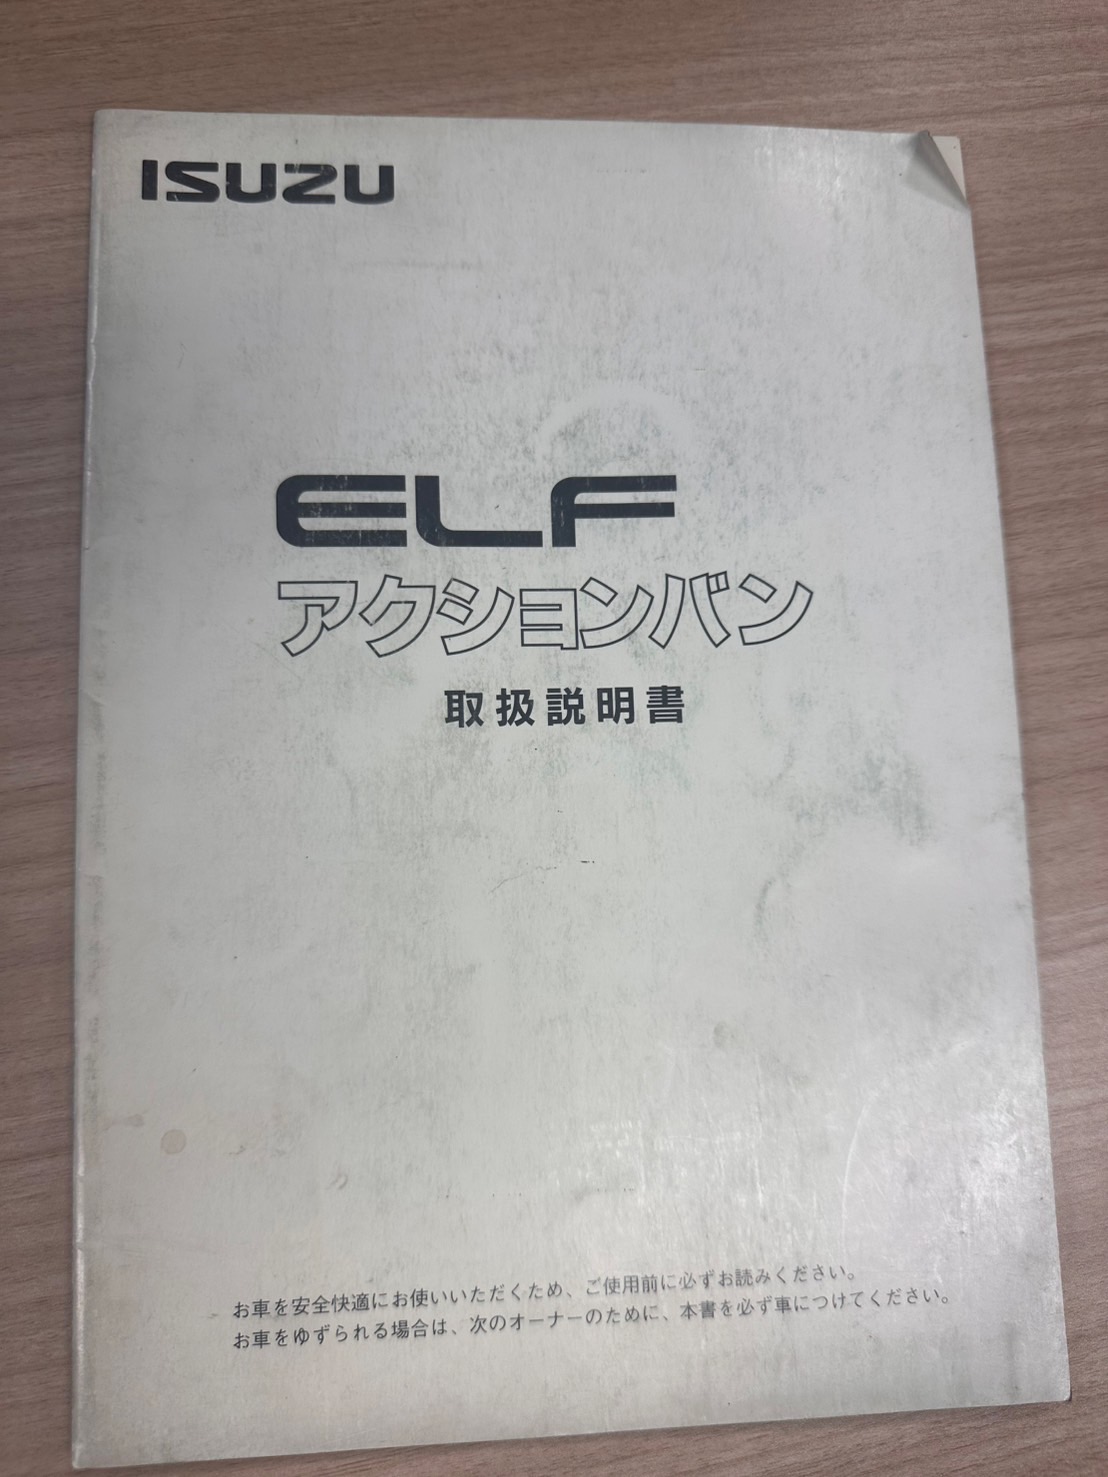 ISUZU
ELF
アクションバン
取扱説明書
お車を安全快適にお使いいただくため、ご使用前に必ずお読みください。
お車をゆずられる場合は、次のオーナーのために、本書を必ず車につけてください。